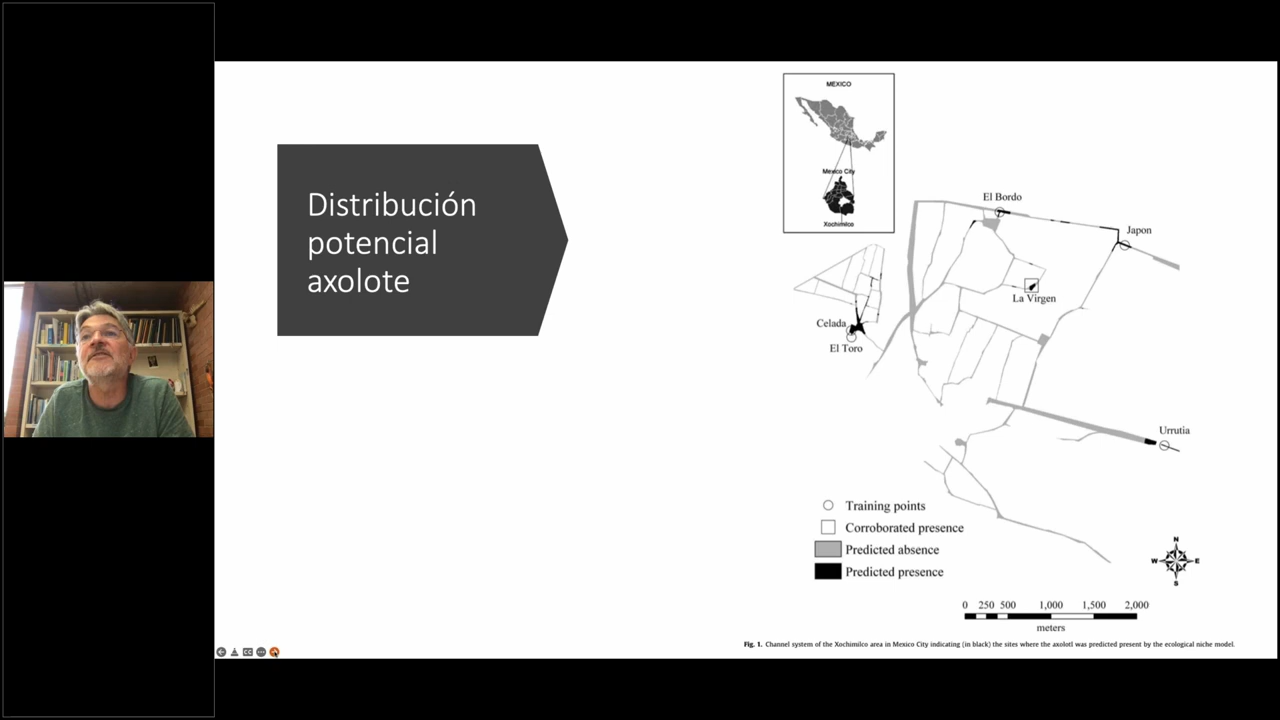 Distribución
potencial
axolote
MEXICO
Mexico City
Xochimilco
El Bordo
Japon
La Virgen
Celada
El Toro
Urrutia
Training points
Corroborated presence
Predicted absence
Predicted presence
N
W E
S
0 250 500 1,000 1,500 2,000
meters
Fig. 1. Channel system of the Xochimilco area in Mexico City indicating (in black) the sites where the axolotl was predicted present by the ecological niche model.